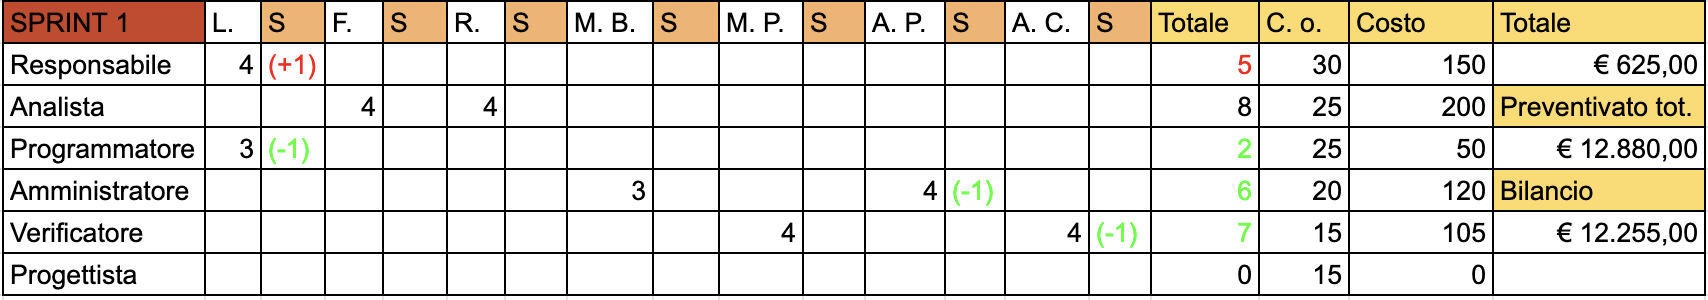 SPRINT 1 L. S F. S R. S M. B. S M. P. S A. P. S A. C. S Totale C. o. Costo Totale
Responsabile 4 (+1) 5 30 150 € 625,00
Analista 4 4 8 25 200 Preventivato tot.
Programmatore 3 (-1) 2 25 50 € 12.880,00
Amministratore 3 4 (-1) 6 20 120 Bilancio
Verificatore 4 4 (-1) 7 15 105 € 12.255,00
Progettista 0 15 0